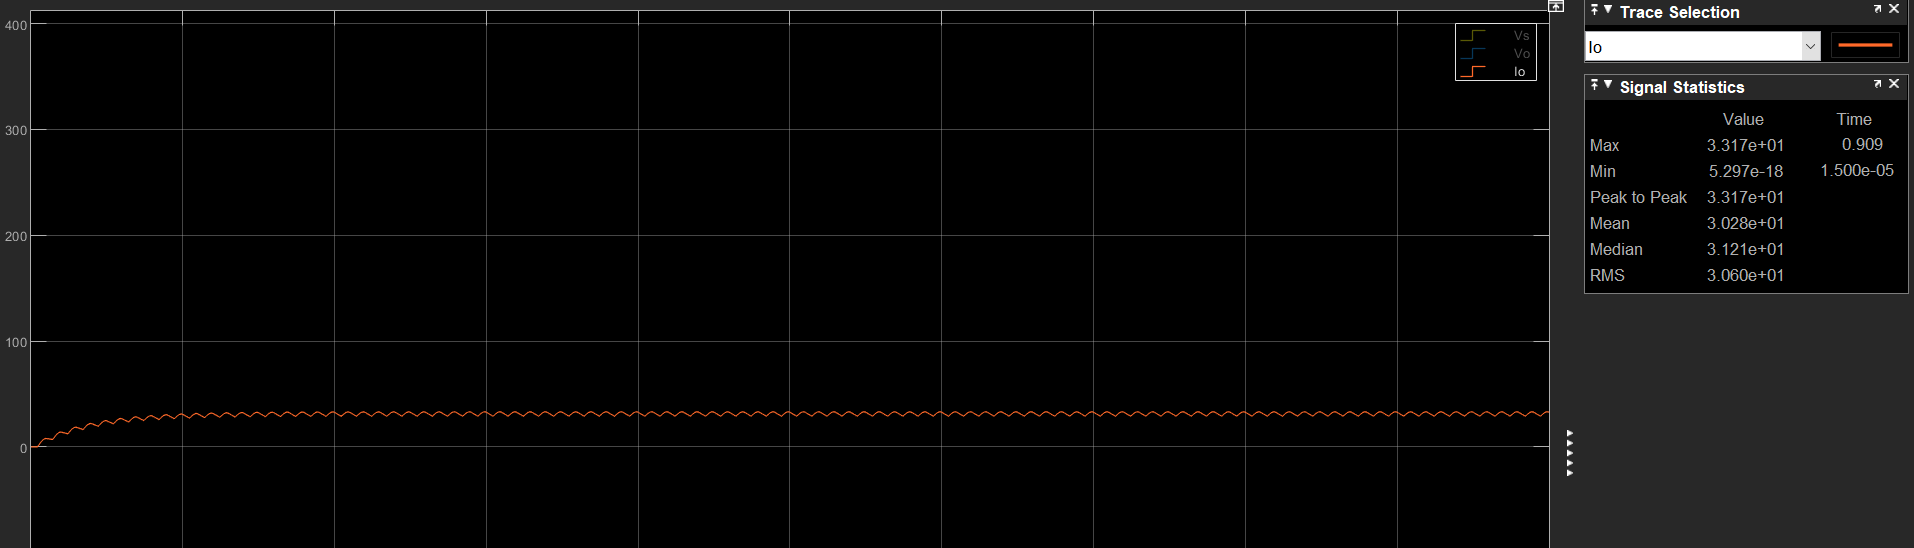 400
300
200
100
0
Vs
Vo
Io
Trace Selection
Io
Signal Statistics
Value Time
Max 3.317e+01 0.909
Min 5.297e-18 1.500e-05
Peak to Peak 3.317e+01
Mean 3.028e+01
Median 3.121e+01
RMS 3.060e+01